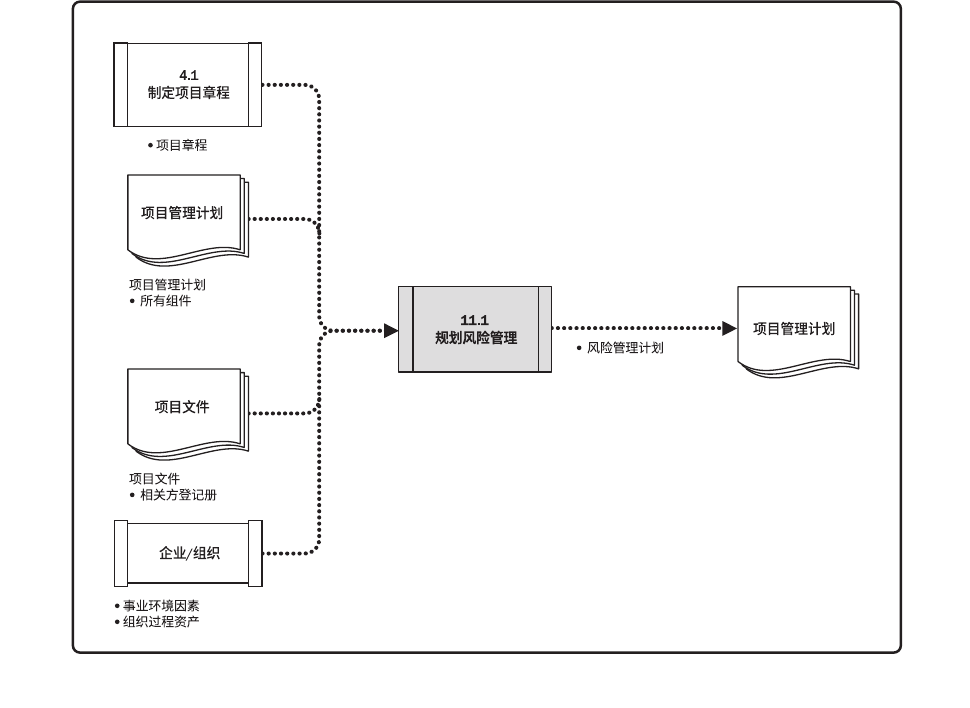 4.1
制定项目章程
• 项目章程
项目管理计划
项目管理计划
• 所有组件
项目文件
项目文件
• 相关方登记册
企业/组织
• 事业环境因素
• 组织过程资产
11.1
规划风险管理
• 风险管理计划
项目管理计划